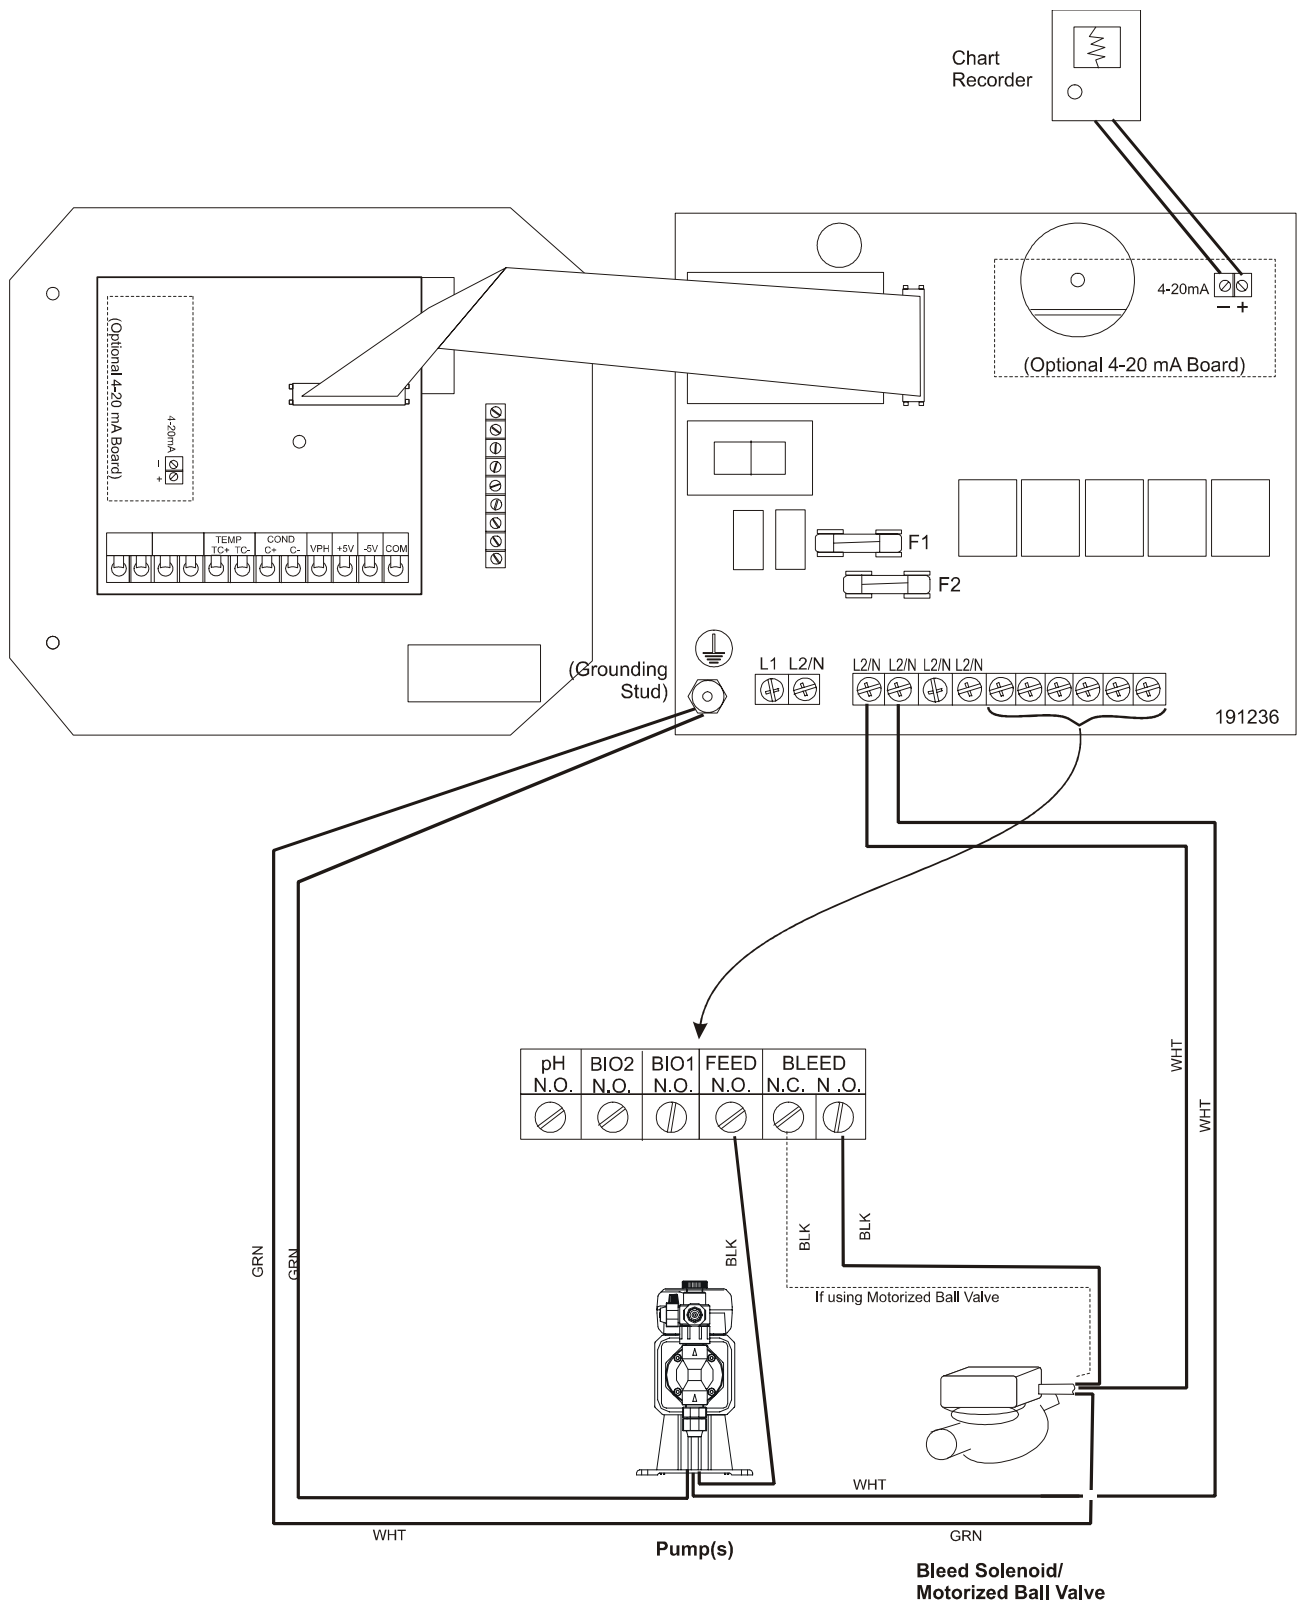 Chart
Recorder
4-20mA
− +
(Optional 4-20 mA Board)
(Optional 4-20 mA Board)
4-20mA
−
+
TEMP
COND
TC+ TC- C+ C- VPH +5V -5V COM
F1
F2
(Grounding
Stud)
L1 L2/N
L2/N L2/N L2/N L2/N
191236
pH BIO2 BIO1 FEED BLEED
N.O. N.O. N.O. N.O. N.C. N .O.
WHT
WHT
GRN
GRN
BLK
BLK
BLK
If using Motorized Ball Valve
WHT
WHT
GRN
Pump(s)
Bleed Solenoid/
Motorized Ball Valve